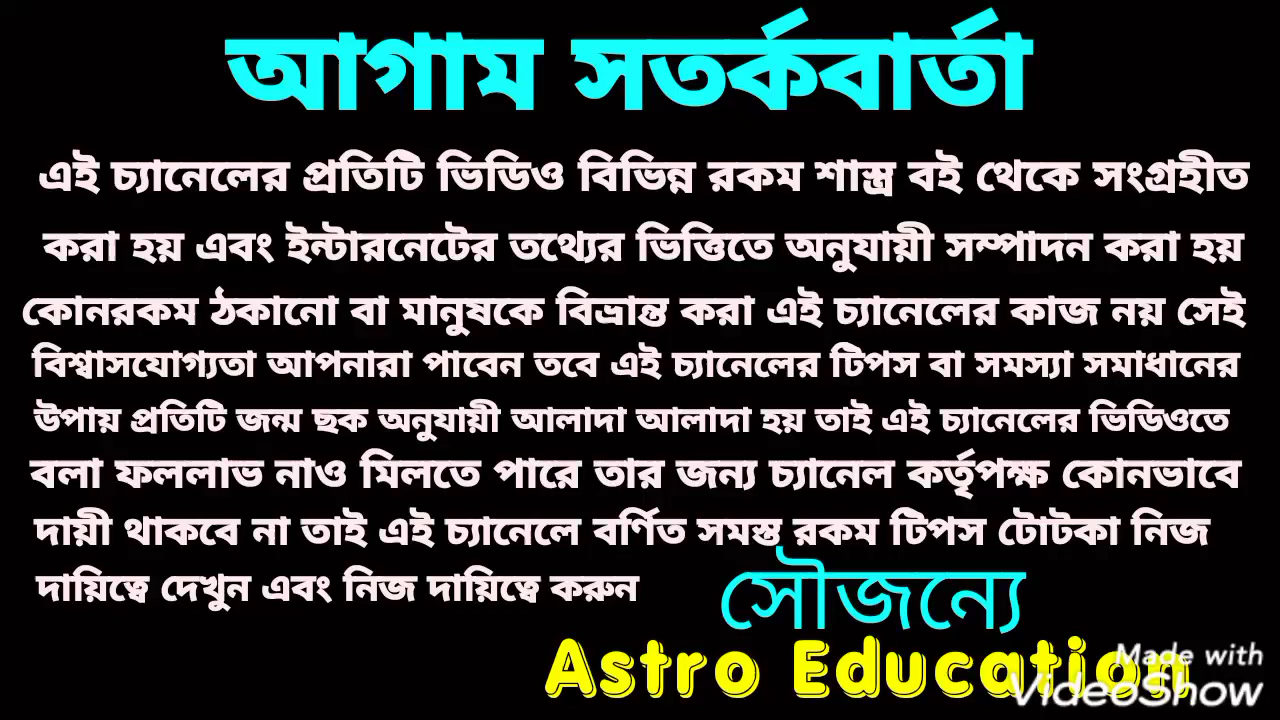 আগাম সতর্কবার্তা
এই চ্যানেলের প্রতিটি ভিডিও বিভিন্ন রকম শাস্ত্র বই থেকে সংগ্রহীত
করা হয় এবং ইন্টারনেটের তথ্যের ভিত্তিতে অনুযায়ী সম্পাদন করা হয়
কোনরকম ঠকানো বা মানুষকে বিভ্রান্ত করা এই চ্যানেলের কাজ নয় সেই
বিশ্বাসযোগ্যতা আপনারা পাবেন তবে এই চ্যানেলের টিপস বা সমস্যা সমাধানের
উপায় প্রতিটি জন্ম ছক অনুযায়ী আলাদা আলাদা হয় তাই এই চ্যানেলের ভিডিওতে
বলা ফললাভ নাও মিলতে পারে তার জন্য চ্যানেল কর্তৃপক্ষ কোনভাবে
দায়ী থাকবে না তাই এই চ্যানেলে বর্ণিত সমস্ত রকম টিপস টোটকা নিজ
দায়িত্বে দেখুন এবং নিজ দায়িত্বে করুন
সৌজন্যে
Astro Education
Made with
VideoShow